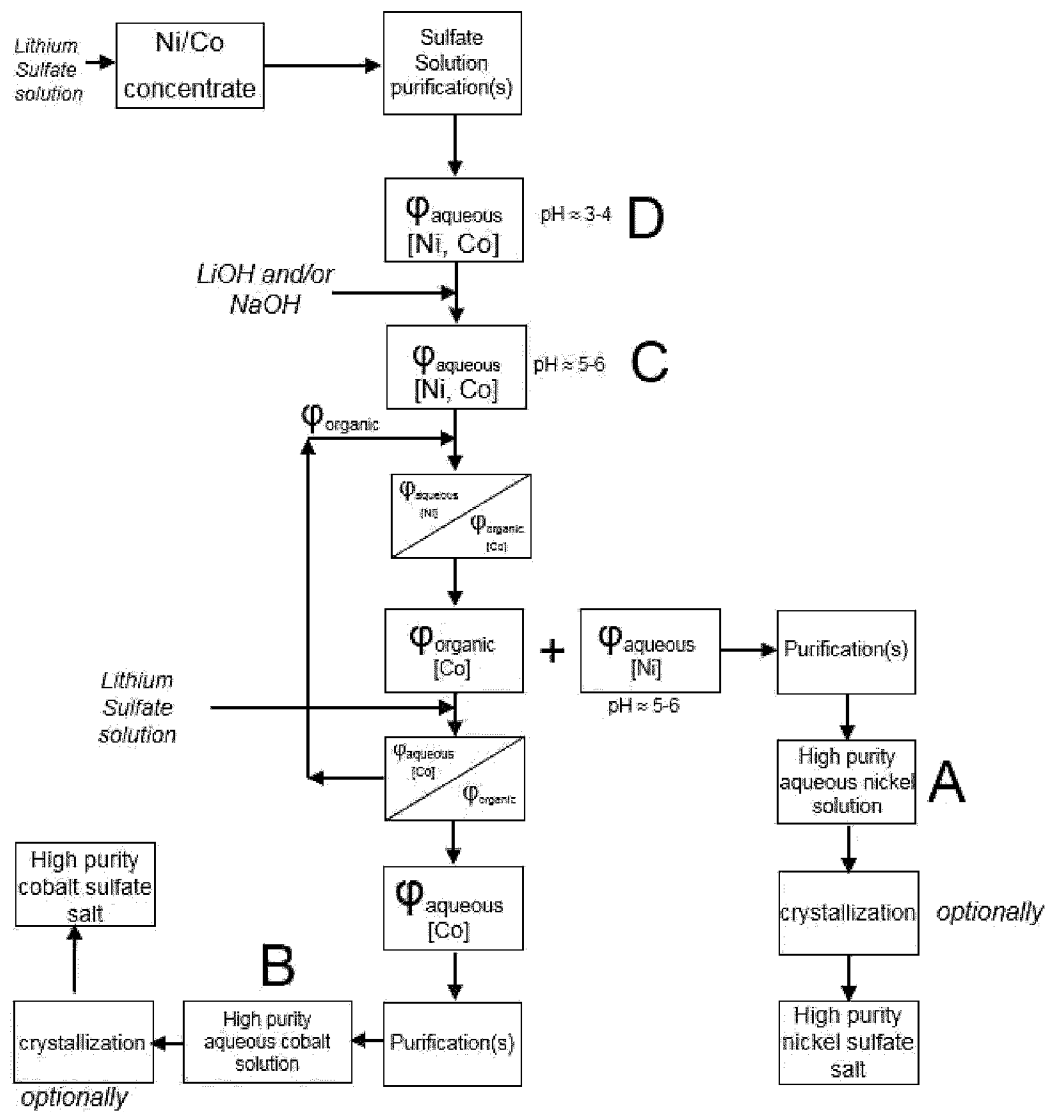 Lithium
Sulfate
solution
Ni/Co
concentrate
Sulfate
Solution
purification(s)
φaqueous
[Ni, Co]
pH ≈ 3-4
D
LiOH and/or
NaOH
φaqueous
[Ni, Co]
pH ≈ 5-6
C
φorganic
φaqueous
[Ni]
φorganic
[Co]
φorganic
[Co]
+
φaqueous
[Ni]
pH ≈ 5-6
Purification(s)
Lithium
Sulfate
solution
φaqueous
[Co]
φorganic
High purity
aqueous nickel
solution
A
φaqueous
[Co]
crystallization
optionally
High purity
cobalt sulfate
salt
B
crystallization
optionally
High purity
aqueous cobalt
solution
Purification(s)
High purity
nickel sulfate
salt